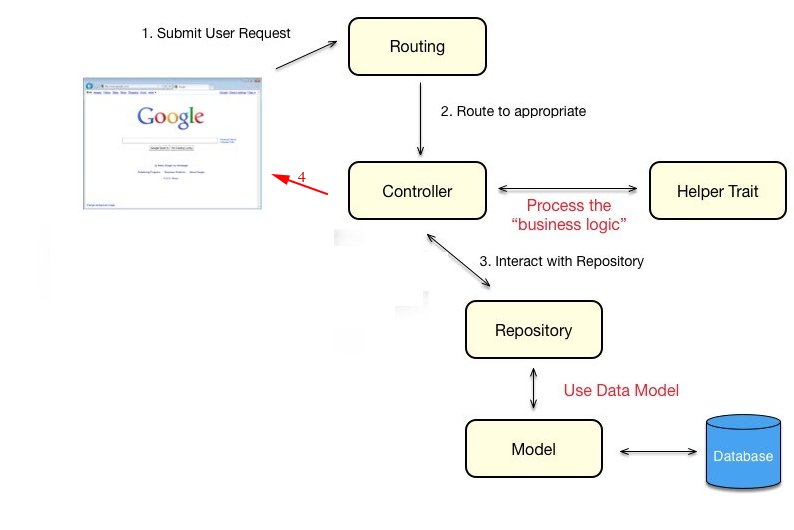 1. Submit User Request
Routing
Google
2. Route to appropriate
4
Controller
Helper Trait
Process the
“business logic”
3. Interact with Repository
Repository
Use Data Model
Model
Database